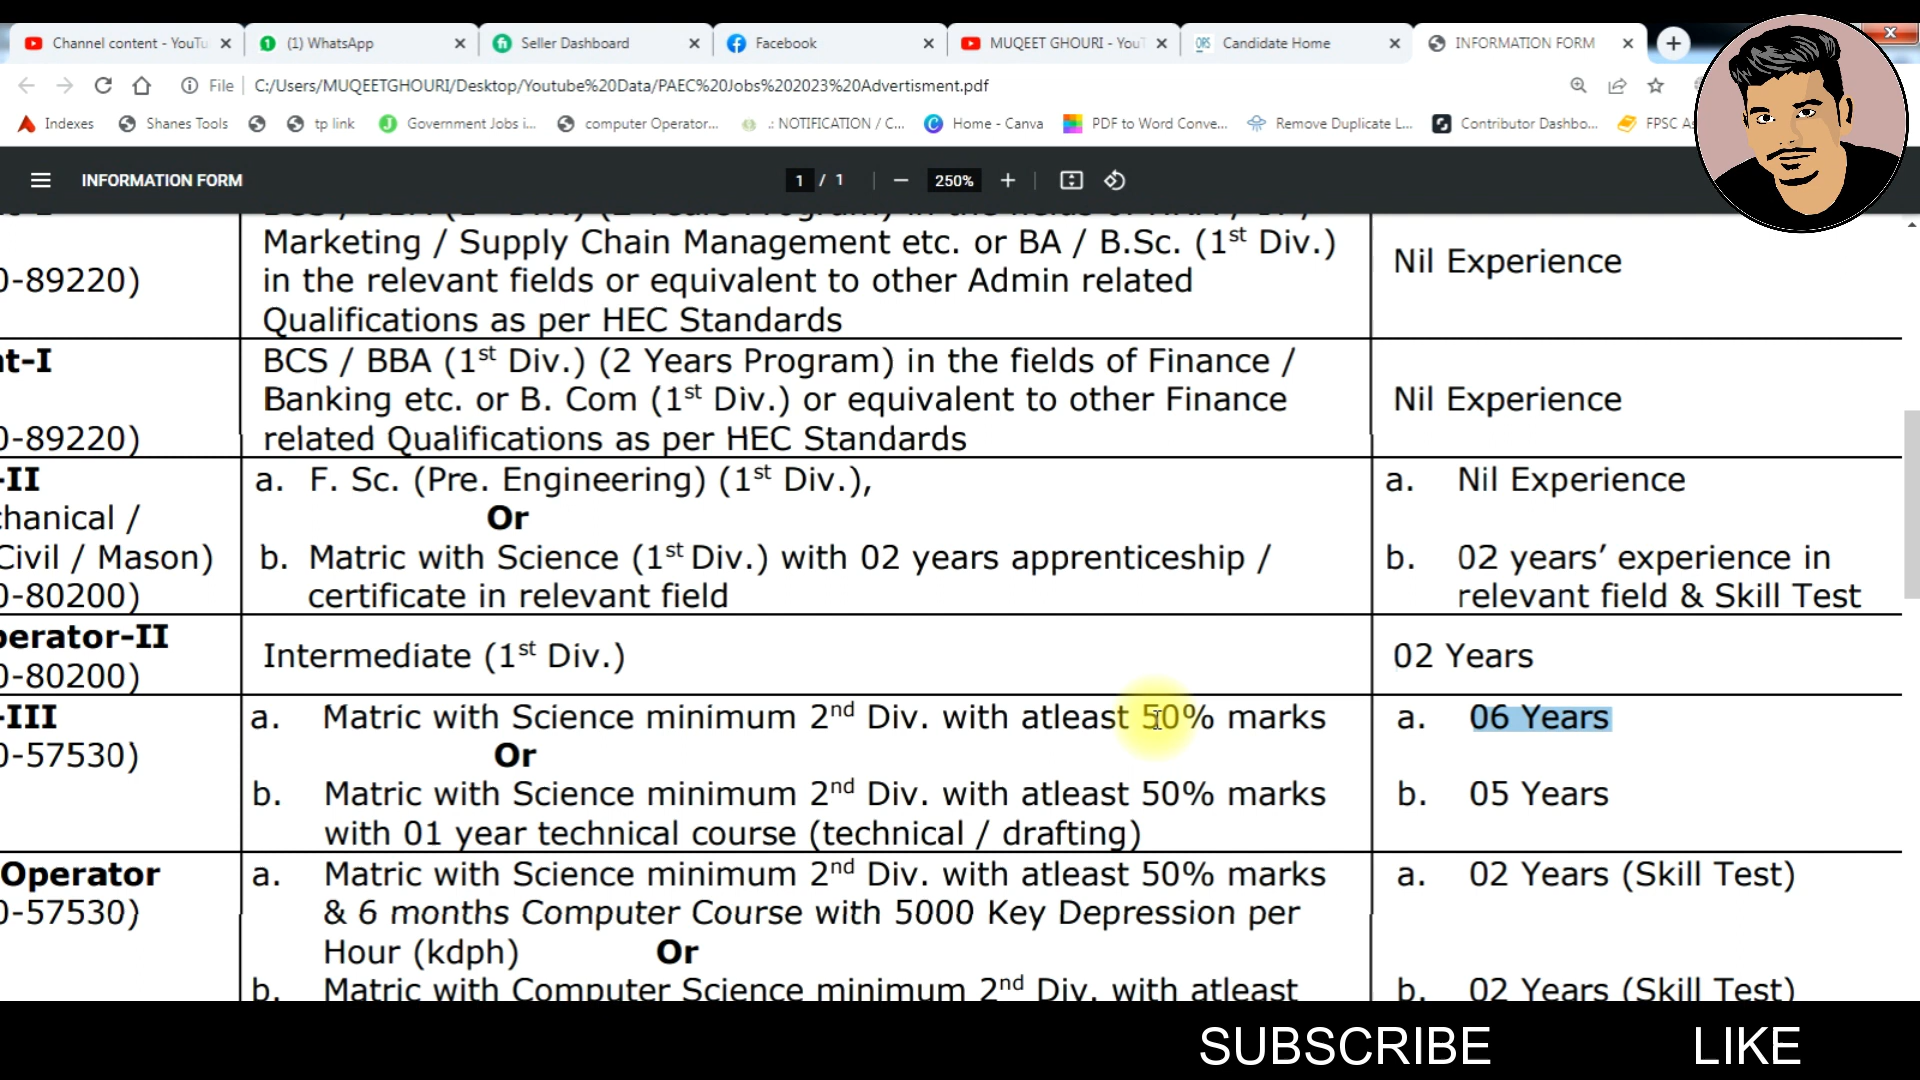 Channel content - YouTu
(1) WhatsApp
Seller Dashboard
Facebook
MUQEET GHOURI - YouT
Candidate Home
INFORMATION FORM
File
C:/Users/MUQEETGHOURI/Desktop/Youtube%20Data/PAEC%20Jobs%202023%20Advertisment.pdf
Indexes
Shanes Tools
tp link
Government Jobs i...
computer Operator...
.: NOTIFICATION / C...
Home - Canva
PDF to Word Conve...
Remove Duplicate L...
Contributor Dashbo...
FPSC As
INFORMATION FORM
1 / 1
250%
Marketing / Supply Chain Management etc. or BA / B.Sc. (1st Div.)
0-89220) in the relevant fields or equivalent to other Admin related
Qualifications as per HEC Standards
Nil Experience
nt-I
0-89220)
BCS / BBA (1st Div.) (2 Years Program) in the fields of Finance /
Banking etc. or B. Com (1st Div.) or equivalent to other Finance
related Qualifications as per HEC Standards
Nil Experience
-II
chanical /
Civil / Mason)
0-80200)
a. F. Sc. (Pre. Engineering) (1st Div.),
Or
b. Matric with Science (1st Div.) with 02 years apprenticeship /
certificate in relevant field
a. Nil Experience
b. 02 years’ experience in
relevant field & Skill Test
perator-II
0-80200)
Intermediate (1st Div.)
02 Years
-III
0-57530)
a. Matric with Science minimum 2nd Div. with atleast 50% marks
Or
b. Matric with Science minimum 2nd Div. with atleast 50% marks
with 01 year technical course (technical / drafting)
a. 06 Years
b. 05 Years
Operator
0-57530)
a. Matric with Science minimum 2nd Div. with atleast 50% marks
& 6 months Computer Course with 5000 Key Depression per
Hour (kdph) Or
b. Matric with Computer Science minimum 2nd Div. with atleast
a. 02 Years (Skill Test)
b. 02 Years (Skill Test)
SUBSCRIBE
LIKE